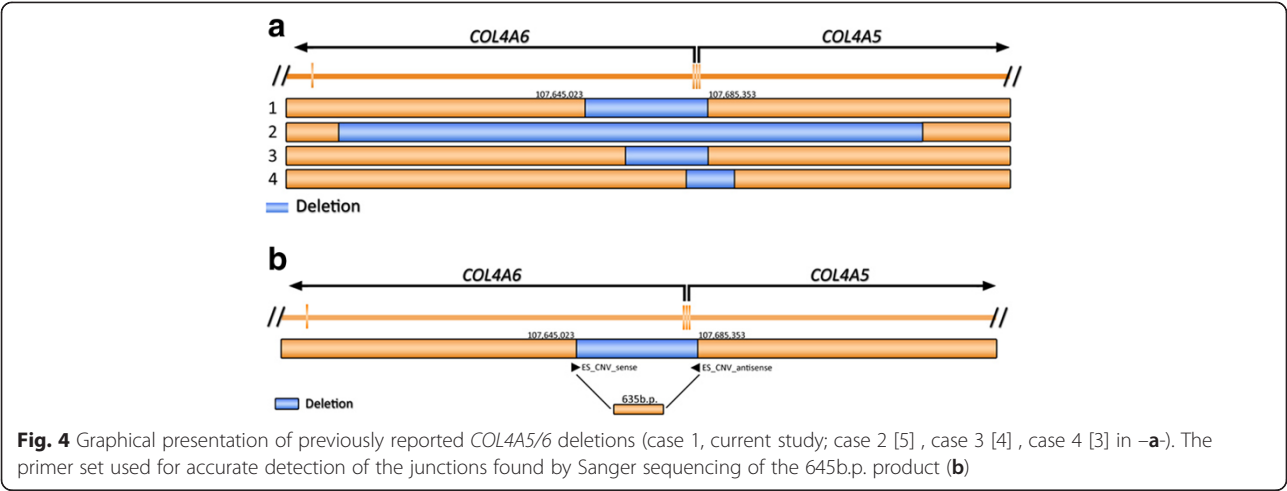 a
COL4A6 COL4A5
107,645,023 107,685,353
1
2
3
4
Deletion
b
COL4A6 COL4A5
107,645,023 107,685,353
ES_CNV_sense ES_CNV_antisense
635b.p.
Deletion
Fig. 4 Graphical presentation of previously reported COL4A5/6 deletions (case 1, current study; case 2 [5] , case 3 [4] , case 4 [3] in –a-). The
primer set used for accurate detection of the junctions found by Sanger sequencing of the 645b.p. product (b)